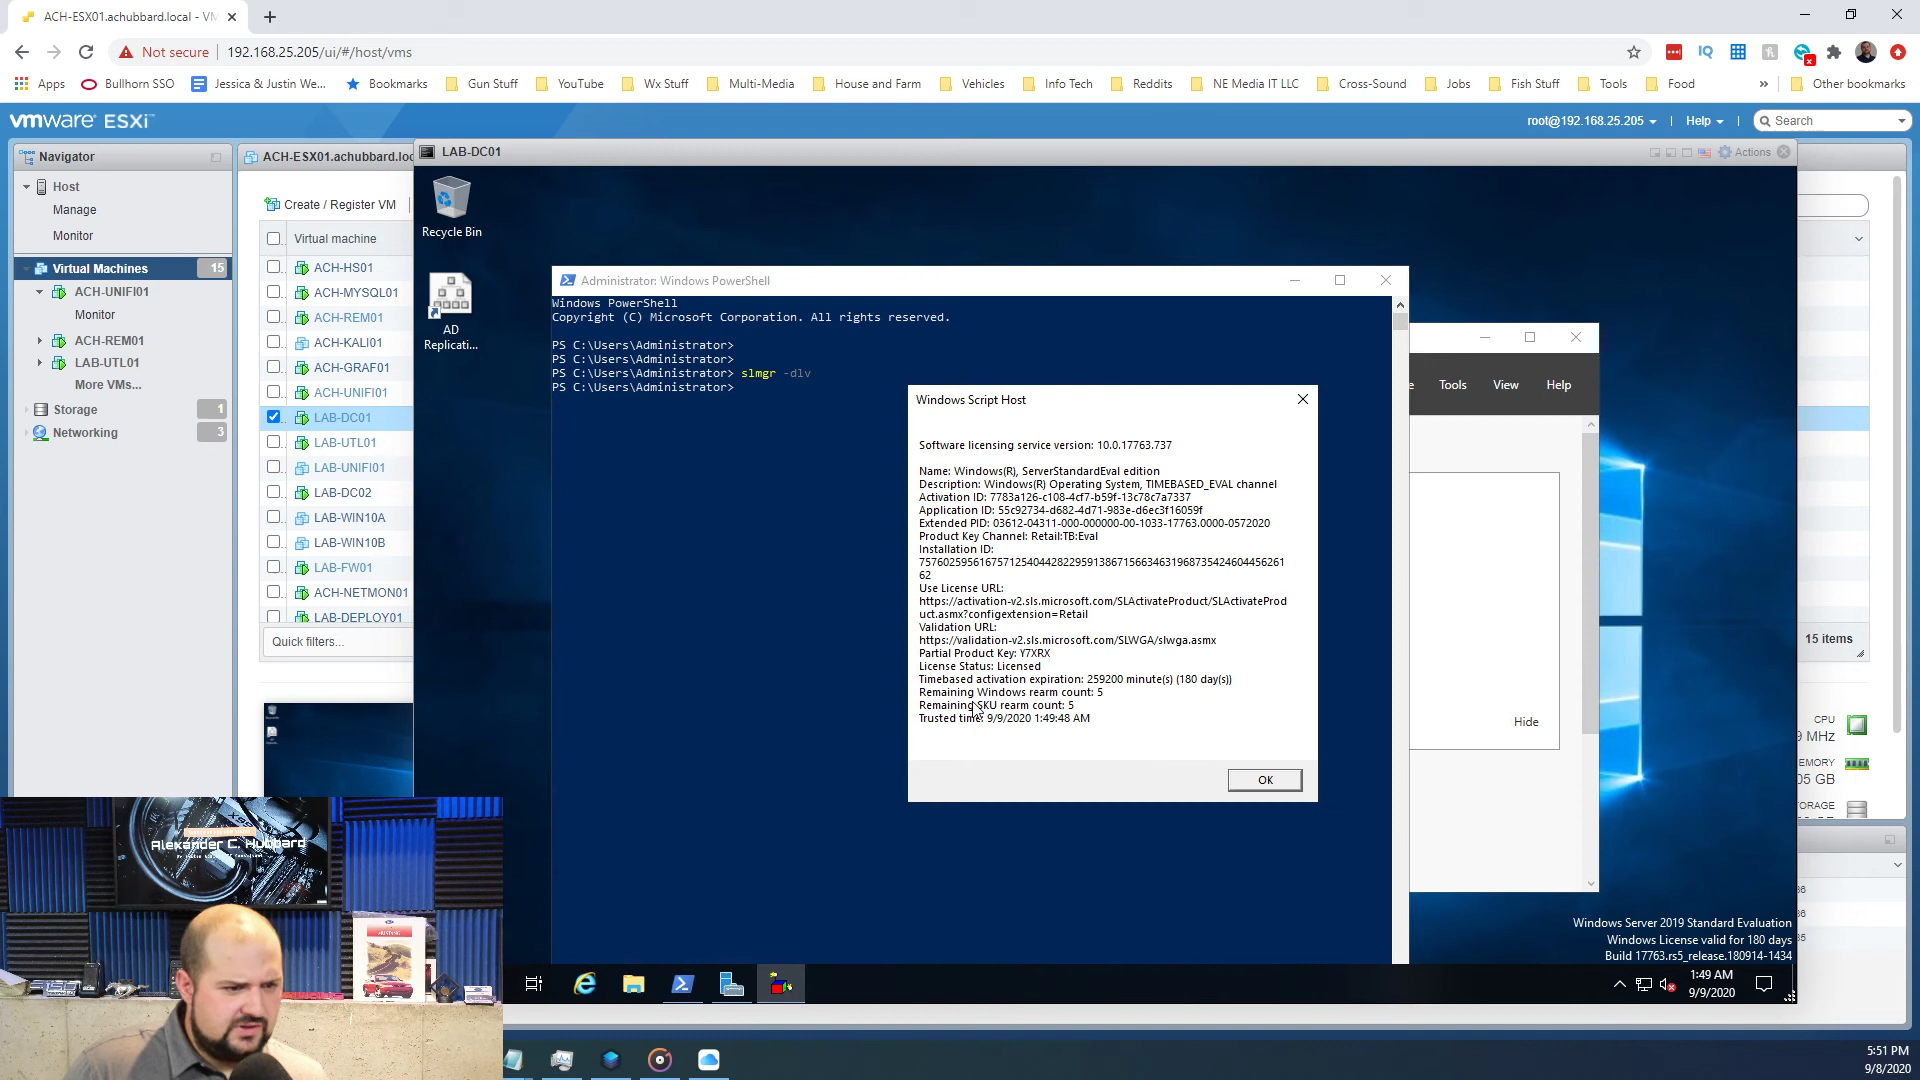 ACH-ESX01.achubbard.local - VM
Not secure
192.168.25.205/ui/#/host/vms
Apps
Bullhorn SSO
Jessica & Justin We...
Bookmarks
Gun Stuff
YouTube
Wx Stuff
Multi-Media
House and Farm
Vehicles
Info Tech
Reddits
NE Media IT LLC
Cross-Sound
Jobs
Fish Stuff
Tools
Food
»
Other bookmarks
vmware ESXi
root@192.168.25.205
Help
Search
Navigator
Host
Manage
Monitor
Virtual Machines 15
ACH-UNIFI01
Monitor
ACH-REM01
LAB-UTL01
More VMs...
Storage 1
Networking 3
ACH-ESX01.achubbard.loc
Create / Register VM
Virtual machine
ACH-HS01
ACH-MYSQL01
ACH-REM01
ACH-KALI01
ACH-GRAF01
ACH-UNIFI01
LAB-DC01
LAB-UTL01
LAB-UNIFI01
LAB-DC02
LAB-WIN10A
LAB-WIN10B
LAB-FW01
ACH-NETMON01
LAB-DEPLOY01
Quick filters...
LAB-DC01
Actions
Recycle Bin
AD
Replicati...
Administrator: Windows PowerShell
Windows PowerShell
Copyright (C) Microsoft Corporation. All rights reserved.
PS C:\Users\Administrator>
PS C:\Users\Administrator>
PS C:\Users\Administrator> slmgr -dlv
PS C:\Users\Administrator>
Windows Script Host
Software licensing service version: 10.0.17763.737
Name: Windows(R), ServerStandardEval edition
Description: Windows(R) Operating System, TIMEBASED_EVAL channel
Activation ID: 7783a126-c108-4cf7-b59f-13c78c7a7337
Application ID: 55c92734-d682-4d71-983e-d6ec3f16059f
Extended PID: 03612-04311-000-000000-00-1033-17763.0000-0572020
Product Key Channel: Retail:TB:Eval
Installation ID:
757602595616757125404428229591386715663463196873542460445626​1
62
Use License URL:
https://activation-v2.sls.microsoft.com/SLActivateProduct/SLActivateProd
uct.asmx?configextension=Retail
Validation URL:
https://validation-v2.sls.microsoft.com/SLWGA/slwga.asmx
Partial Product Key: Y7XRX
License Status: Licensed
Timebased activation expiration: 259200 minute(s) (180 day(s))
Remaining Windows rearm count: 5
Remaining SKU rearm count: 5
Trusted time: 9/9/2020 1:49:48 AM
OK
e
Tools
View
Help
Hide
15 items
CPU
9 MHz
EMORY
05 GB
ORAGE
36
36
35
Windows Server 2019 Standard Evaluation
Windows License valid for 180 days
Build 17763.rs5_release.180914-1434
1:49 AM
9/9/2020
Alexander C. Hubbard
MUSTANG
5:51 PM
9/8/2020